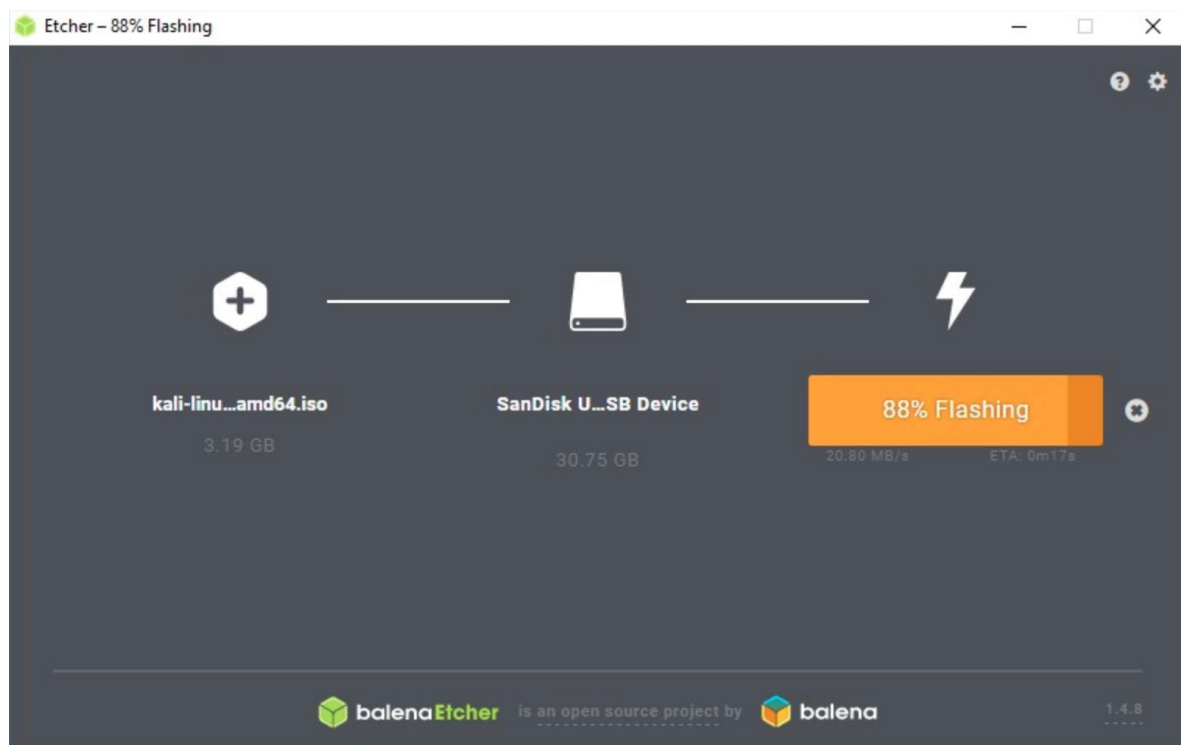 Etcher – 88% Flashing
kali-linu...amd64.iso
3.19 GB
SanDisk U...SB Device
30.75 GB
88% Flashing
20.80 MB/s ETA: 0m17s
balenaEtcher is an open source project by balena 1.4.8